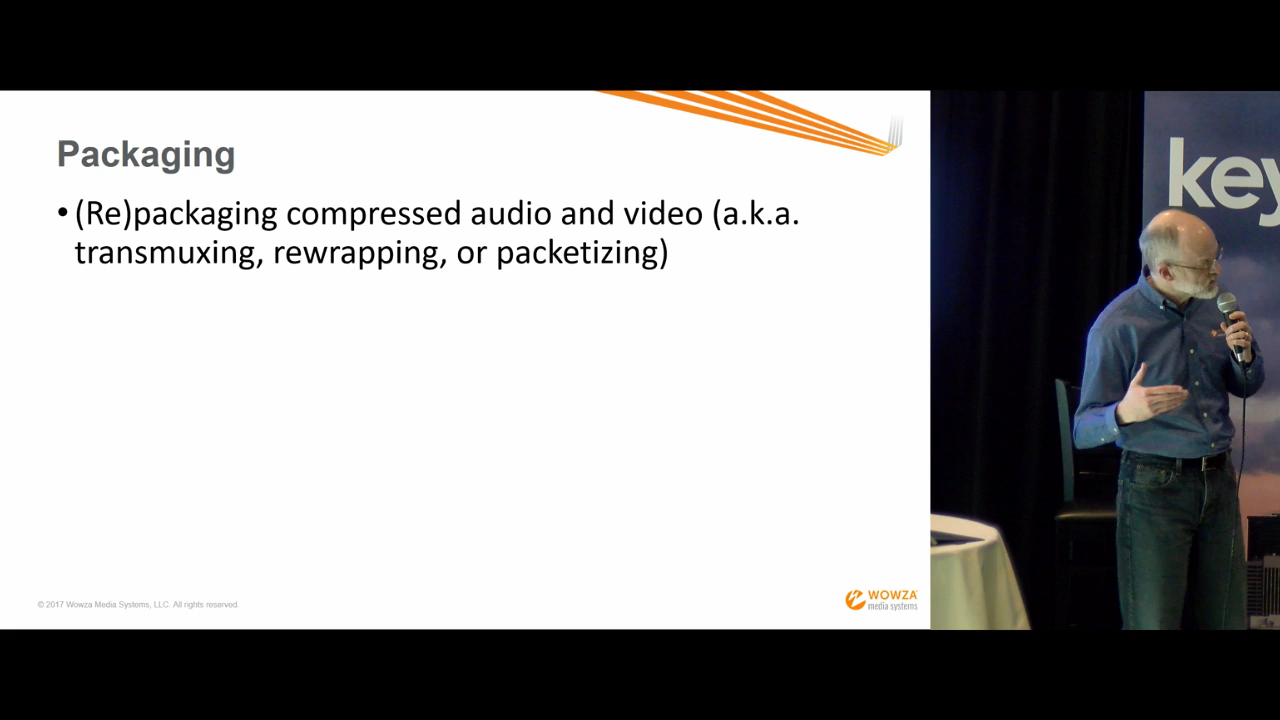 Packaging
• (Re)packaging compressed audio and video (a.k.a.
transmuxing, rewrapping, or packetizing)
© 2017 Wowza Media Systems, LLC. All rights reserved.
WOWZA
media systems
key